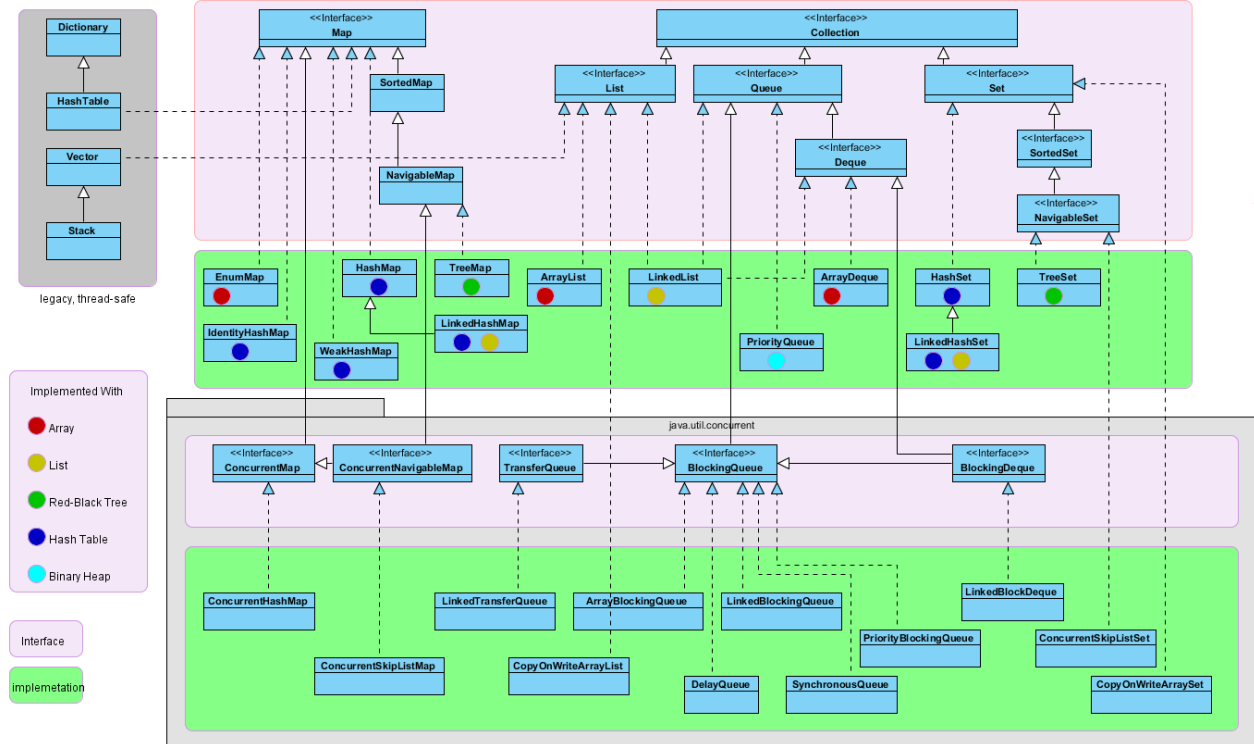 Dictionary
HashTable
Vector
Stack
legacy, thread-safe
<<Interface>>
Map
<<Interface>>
Collection
SortedMap
<<Interface>>
List
<<Interface>>
Queue
<<Interface>>
Set
<<Interface>>
Deque
<<Interface>>
SortedSet
NavigableMap
<<Interface>>
NavigableSet
EnumMap
HashMap
TreeMap
ArrayList
LinkedList
ArrayDeque
HashSet
TreeSet
IdentityHashMap
WeakHashMap
LinkedHashMap
PriorityQueue
LinkedHashSet
Implemented With
Array
List
Red-Black Tree
Hash Table
Binary Heap
Interface
implemetation
java.util.concurrent
<<Interface>>
ConcurrentMap
<<Interface>>
ConcurrentNavigableMap
<<Interface>>
TransferQueue
<<Interface>>
BlockingQueue
<<Interface>>
BlockingDeque
ConcurrentHashMap
LinkedTransferQueue
ArrayBlockingQueue
LinkedBlockingQueue
LinkedBlockDeque
PriorityBlockingQueue
ConcurrentSkipListSet
ConcurrentSkipListMap
CopyOnWriteArrayList
DelayQueue
SynchronousQueue
CopyOnWriteArraySet